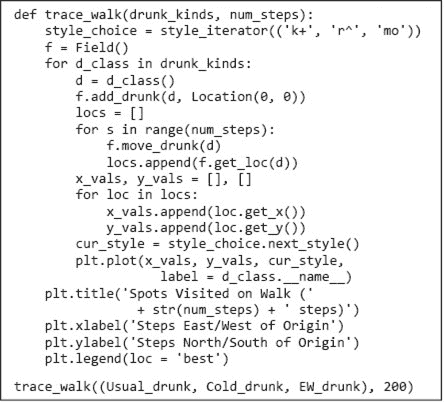 def trace_walk(drunk_kinds, num_steps):
    style_choice = style_iterator(('k+', 'r^', 'mo'))
    f = Field()
    for d_class in drunk_kinds:
        d = d_class()
        f.add_drunk(d, Location(0, 0))
        locs = []
        for s in range(num_steps):
            f.move_drunk(d)
            locs.append(f.get_loc(d))
        x_vals, y_vals = [], []
        for loc in locs:
            x_vals.append(loc.get_x())
            y_vals.append(loc.get_y())
        cur_style = style_choice.next_style()
        plt.plot(x_vals, y_vals, cur_style,
                 label = d_class.__name__)
    plt.title('Spots Visited on Walk ('
              + str(num_steps) + ' steps)')
    plt.xlabel('Steps East/West of Origin')
    plt.ylabel('Steps North/South of Origin')
    plt.legend(loc = 'best')
trace_walk((Usual_drunk, Cold_drunk, EW_drunk), 200)